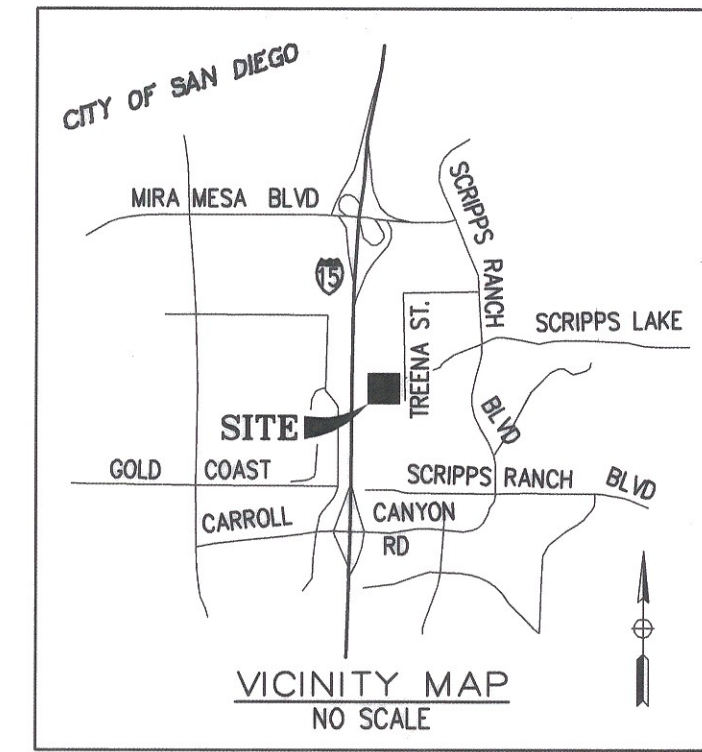 CITY OF SAN DIEGO
MIRA MESA BLVD
SCRIPPS RANCH
15
TREENA ST.
SCRIPPS LAKE
SITE
BLVD
GOLD COAST
SCRIPPS RANCH BLVD
CARROLL CANYON
RD
VICINITY MAP
NO SCALE